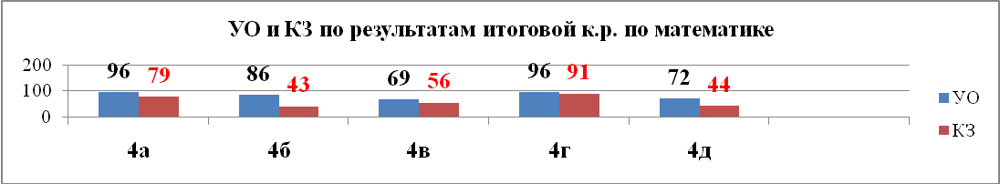 УО и КЗ по результатам итоговой к.р. по математике
200
100
0
96 79 86 43 69 56 96 91 72 44
4а 4б 4в 4г 4д
УО
КЗ